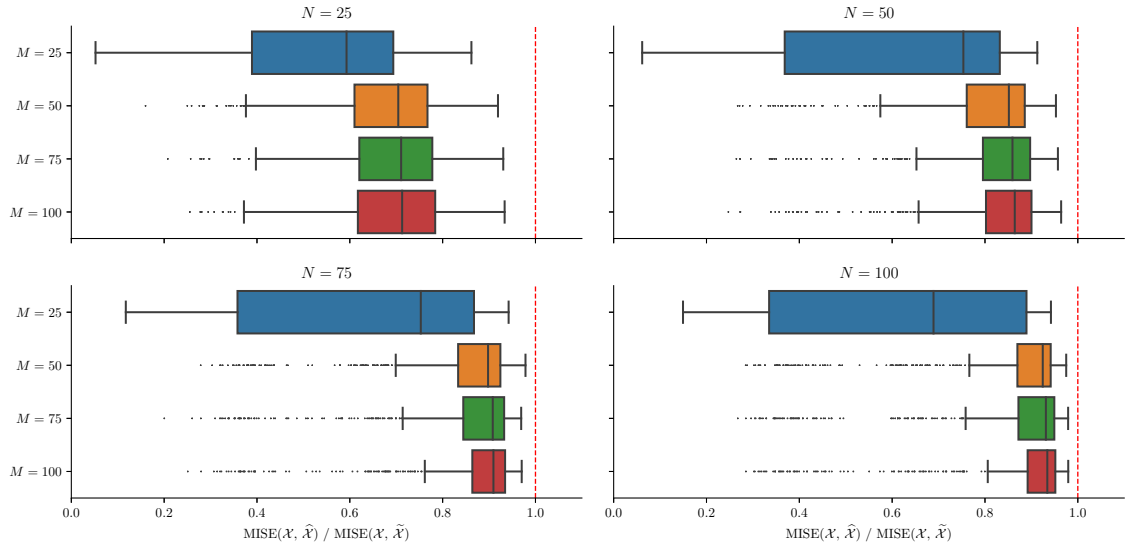 N = 25
N = 50
M = 25
M = 50
M = 75
M = 100
N = 75
N = 100
M = 25
M = 50
M = 75
M = 100
0.0 0.2 0.4 0.6 0.8 1.0
0.0 0.2 0.4 0.6 0.8 1.0
MISE(𝒳, 𝒳̂) / MISE(𝒳, 𝒳̃)
MISE(𝒳, 𝒳̂) / MISE(𝒳, 𝒳̃)